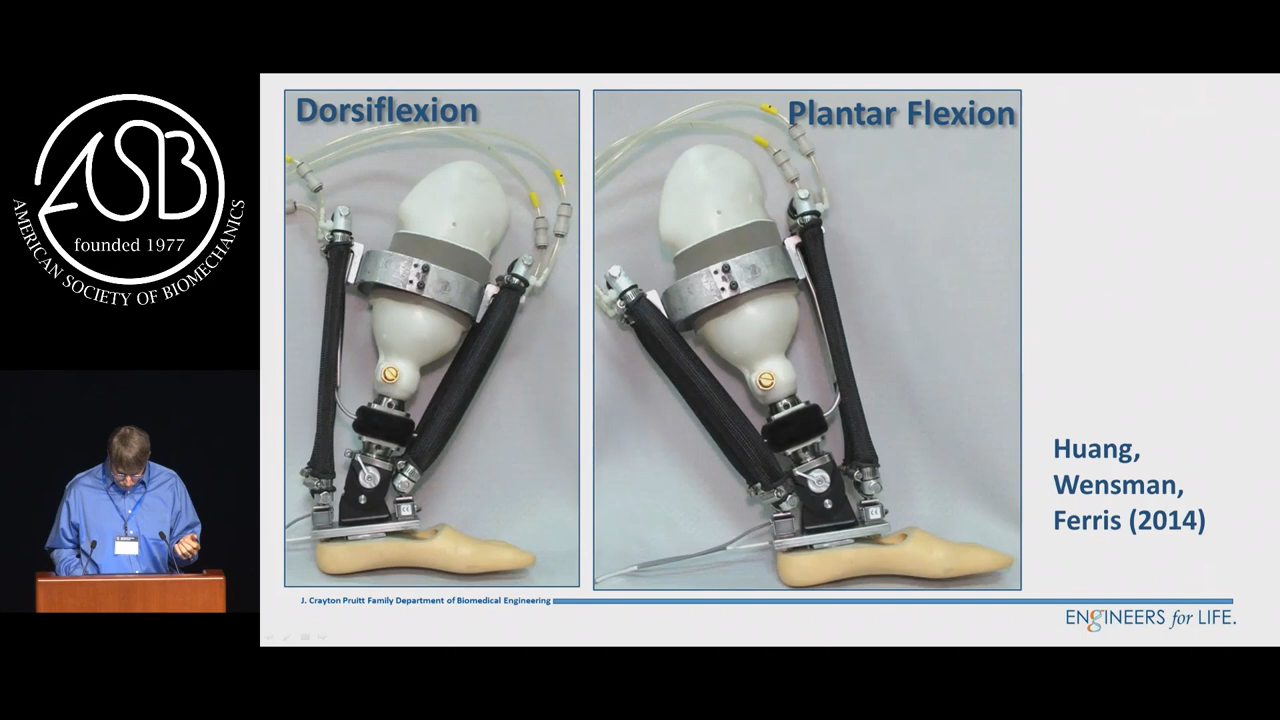 ASB
founded 1977
AMERICAN SOCIETY OF BIOMECHANICS
Dorsiflexion
Plantar Flexion
Huang,
Wensman,
Ferris (2014)
J. Crayton Pruitt Family Department of Biomedical Engineering
ENGINEERS for LIFE.